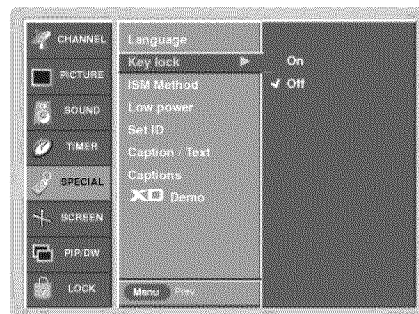 CHANNEL
PICTURE
SOUND
TIMER
SPECIAL
SCREEN
PIP/DW
LOCK
Language
Key lock
ISM Method
Low power
Set ID
Caption / Text
Captions
XD Demo
Menu Prev.
On
Off